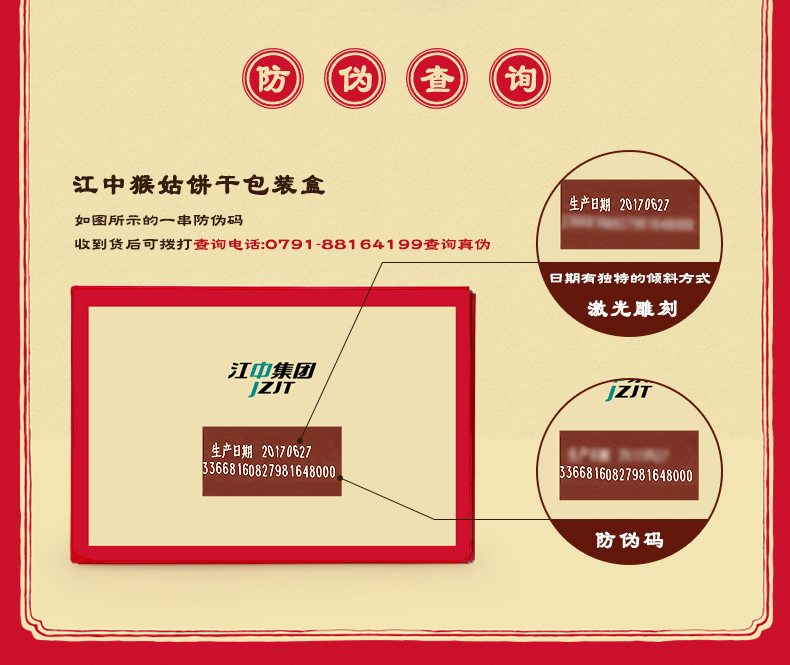 防伪查询
江中猴姑饼干包装盒
如图所示的一串防伪码
收到货后可拨打查询电话:0791-88164199查询真伪
生产日期 20170627
日期有独特的倾斜方式
激光雕刻
江中集团
JZJT
生产日期 20170627
33668160827981648000
JZJT
33668160827981648000
防伪码